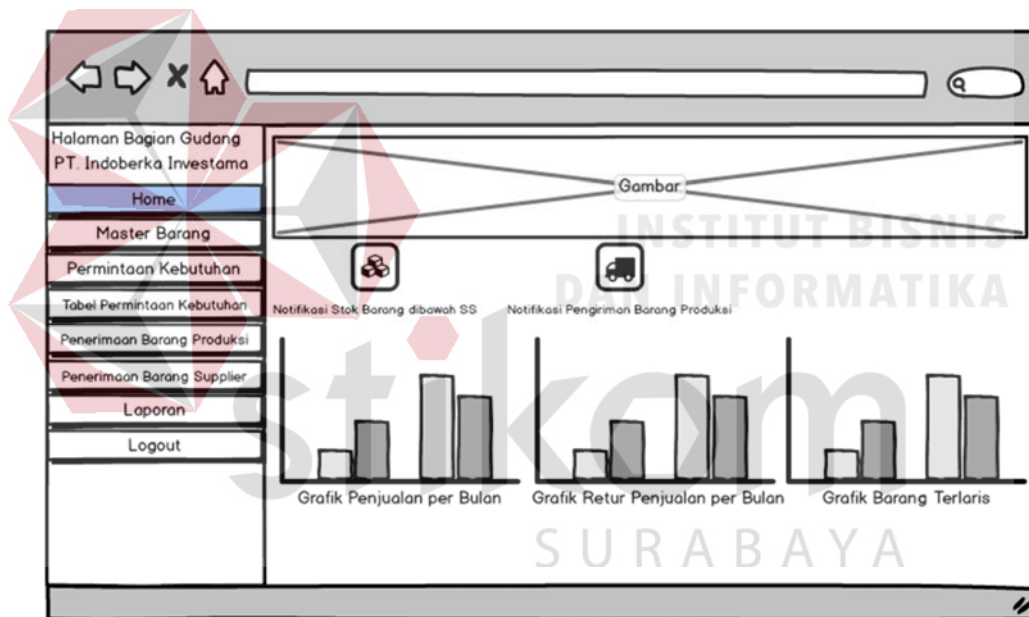 Halaman Bagian Gudang
PT. Indoberka Investama
Home
Master Barang
Permintaan Kebutuhan
Tabel Permintaan Kebutuhan
Penerimaan Barang Produksi
Penerimaan Barang Supplier
Laporan
Logout
Gambar
Notifikasi Stok Barang dibawah SS
Notifikasi Pengiriman Barang Produksi
Grafik Penjualan per Bulan
Grafik Retur Penjualan per Bulan
Grafik Barang Terlaris
INSTITUT BISNIS
DAN INFORMATIKA
stikom
SURABAYA